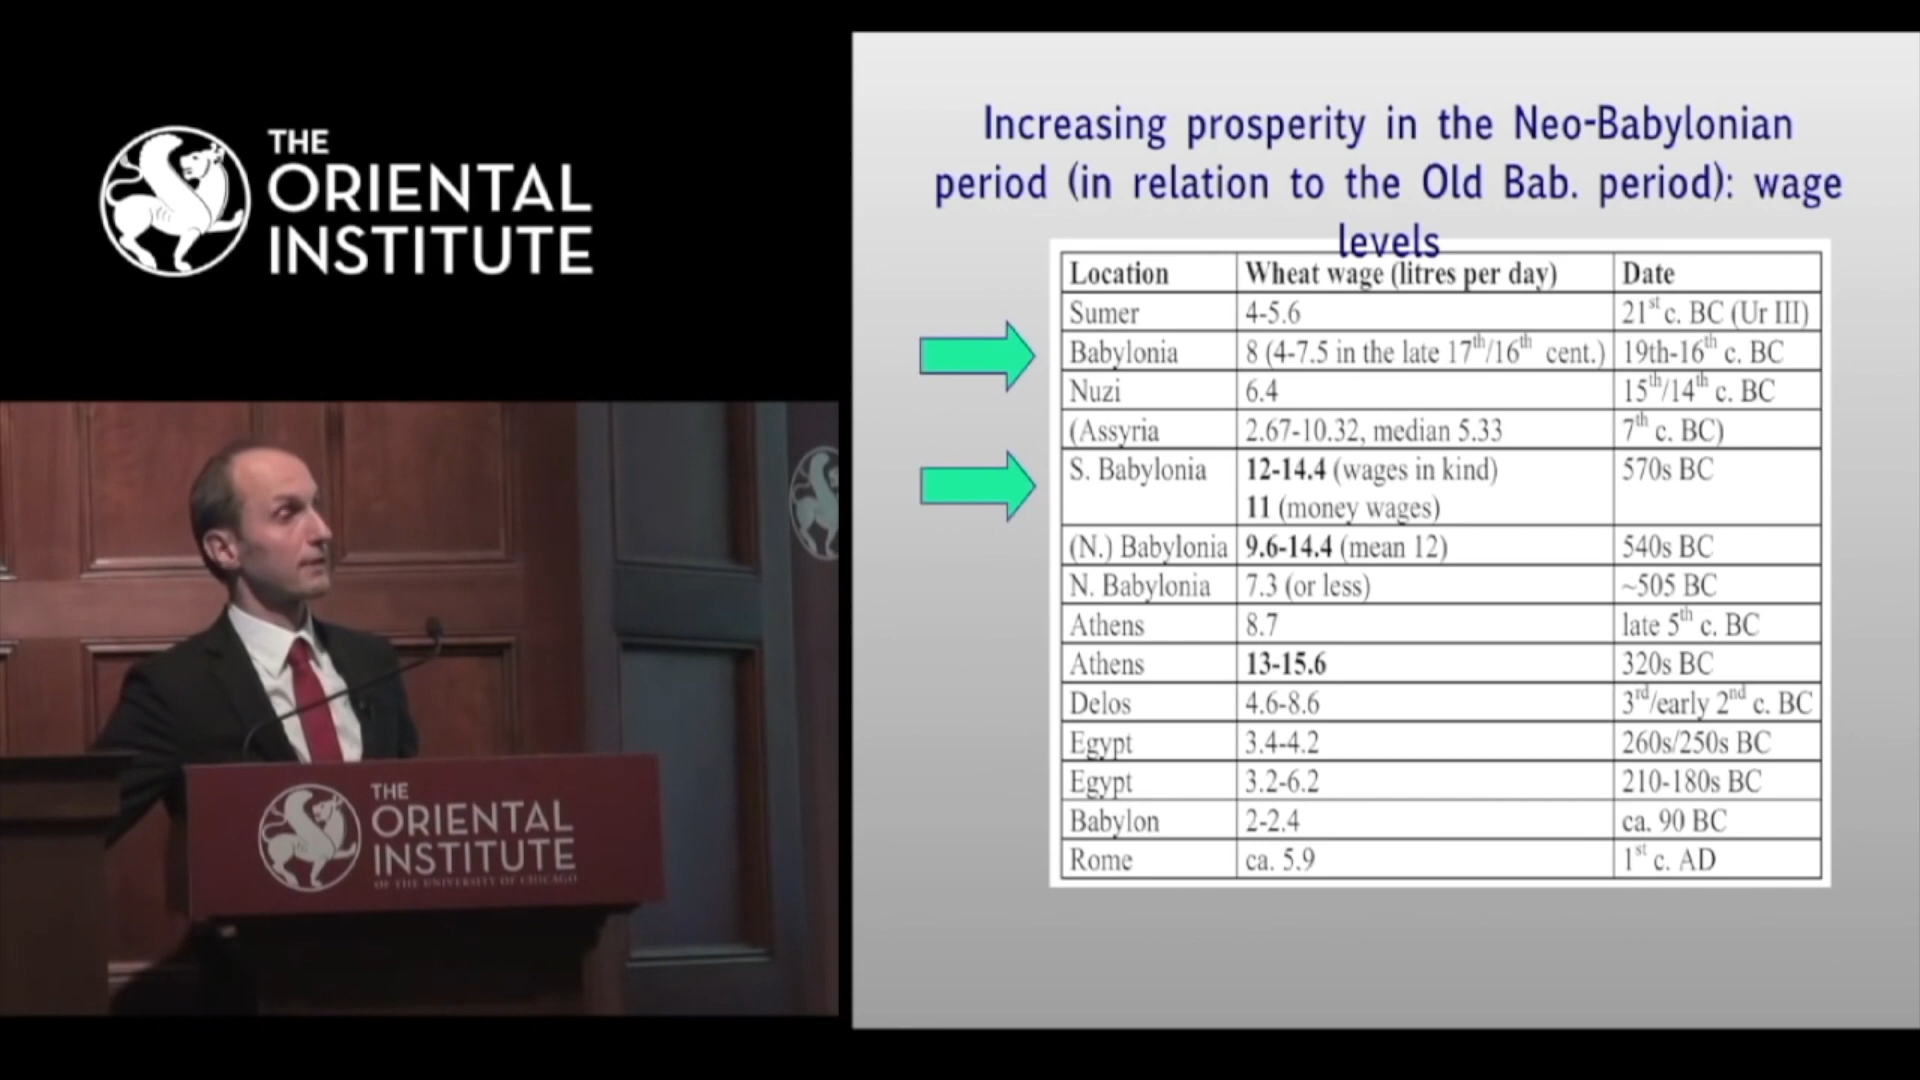 THE
ORIENTAL
INSTITUTE
Increasing prosperity in the Neo-Babylonian
period (in relation to the Old Bab. period): wage
levels
Location Wheat wage (litres per day) Date
Sumer 4-5.6 21st c. BC (Ur III)
Babylonia 8 (4-7.5 in the late 17th/16th cent.) 19th-16th c. BC
Nuzi 6.4 15th/14th c. BC
(Assyria 2.67-10.32, median 5.33 7th c. BC)
S. Babylonia 12-14.4 (wages in kind) 570s BC
11 (money wages)
(N.) Babylonia 9.6-14.4 (mean 12) 540s BC
N. Babylonia 7.3 (or less) ~505 BC
Athens 8.7 late 5th c. BC
Athens 13-15.6 320s BC
Delos 4.6-8.6 3rd/early 2nd c. BC
Egypt 3.4-4.2 260s/250s BC
Egypt 3.2-6.2 210-180s BC
Babylon 2-2.4 ca. 90 BC
Rome ca. 5.9 1st c. AD
THE
ORIENTAL
INSTITUTE
OF THE UNIVERSITY OF CHICAGO